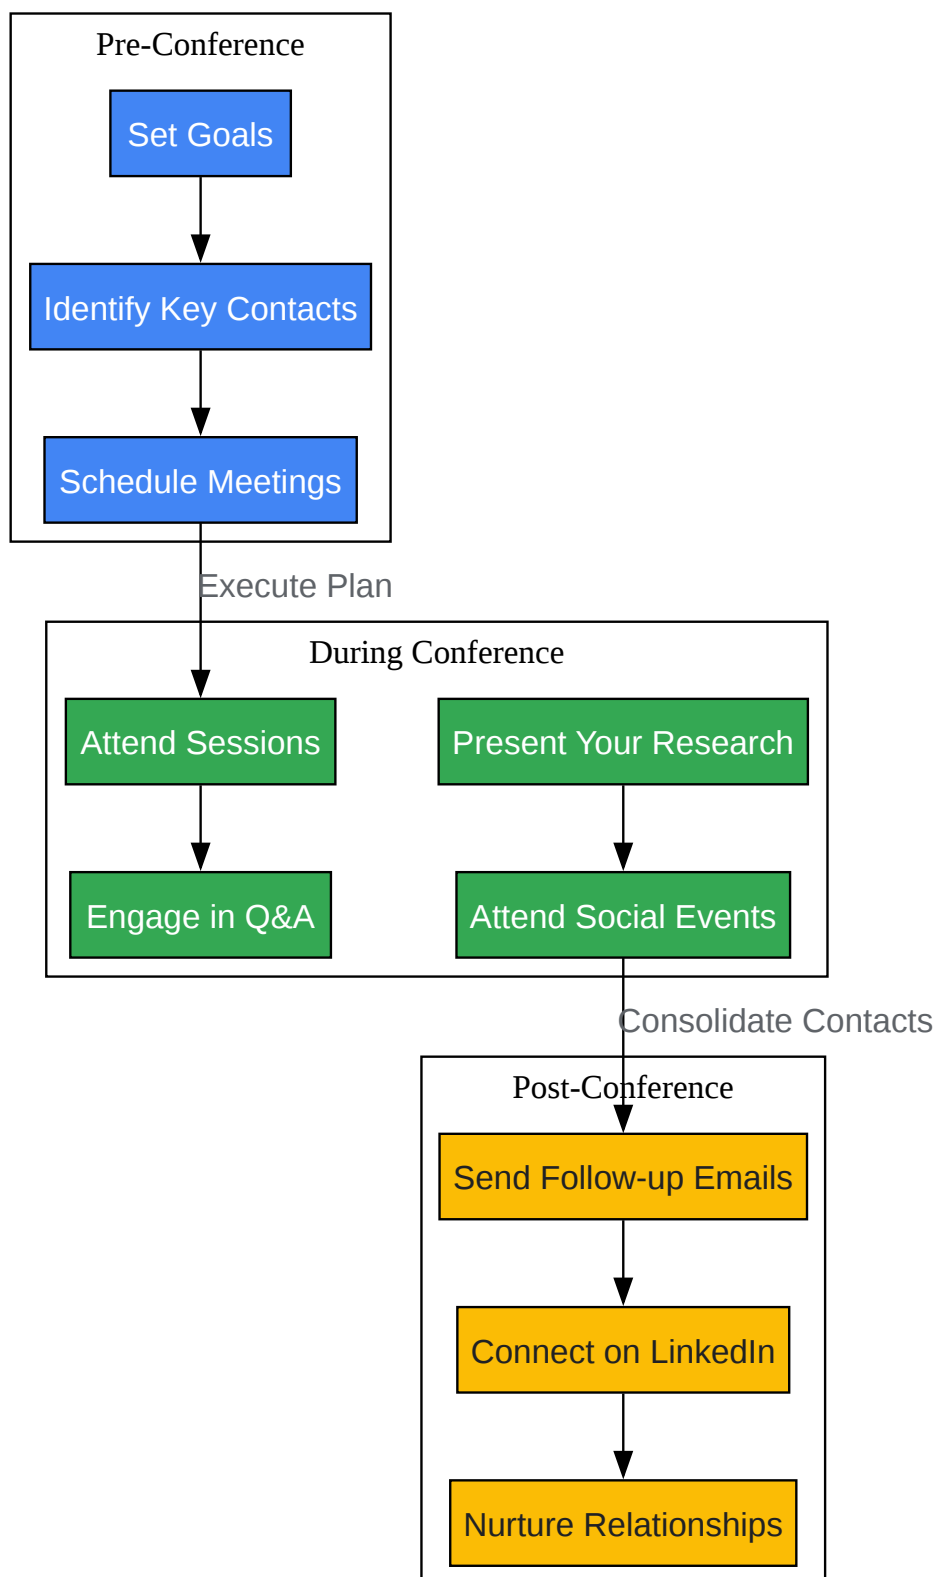 Pre-Conference
Set Goals
Identify Key Contacts
Schedule Meetings
Execute Plan
During Conference
Attend Sessions
Present Your Research
Engage in Q&A
Attend Social Events
Consolidate Contacts
Post-Conference
Send Follow-up Emails
Connect on LinkedIn
Nurture Relationships